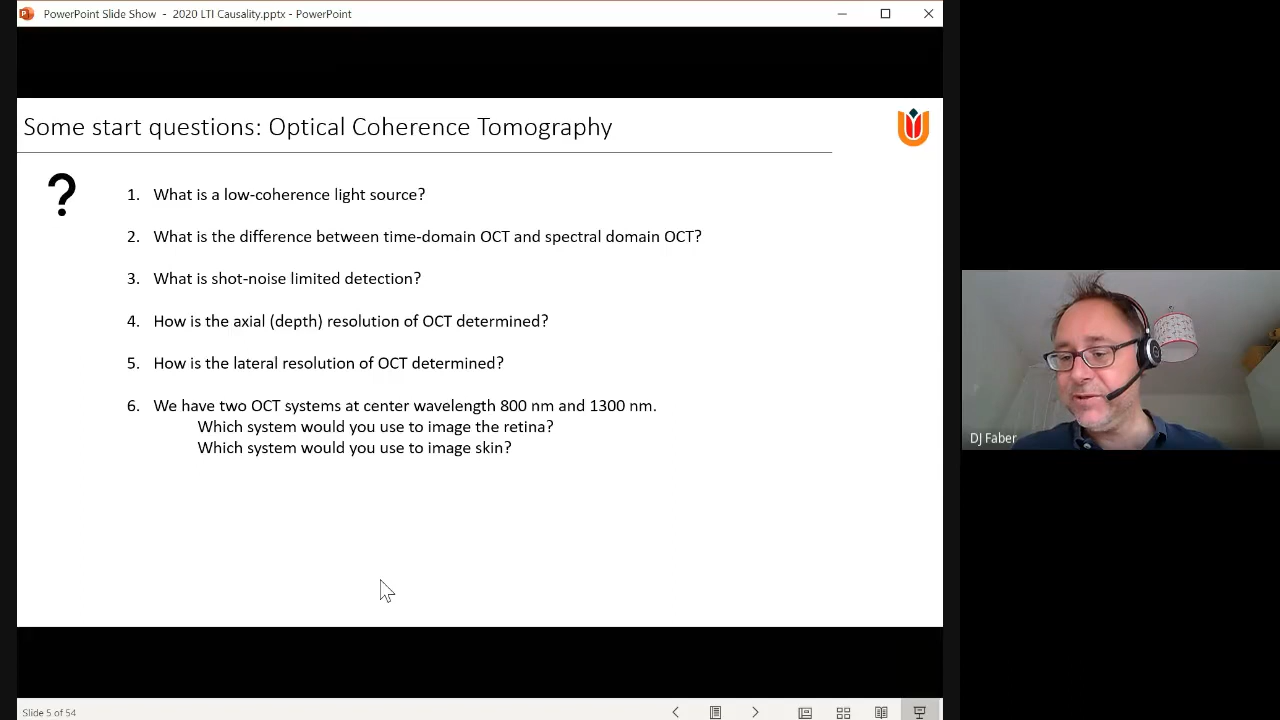 PowerPoint Slide Show - 2020 LTI Causality.pptx - PowerPoint
Some start questions: Optical Coherence Tomography
?
1. What is a low-coherence light source?
2. What is the difference between time-domain OCT and spectral domain OCT?
3. What is shot-noise limited detection?
4. How is the axial (depth) resolution of OCT determined?
5. How is the lateral resolution of OCT determined?
6. We have two OCT systems at center wavelength 800 nm and 1300 nm.
Which system would you use to image the retina?
Which system would you use to image skin?
DJ Faber
Slide 5 of 54